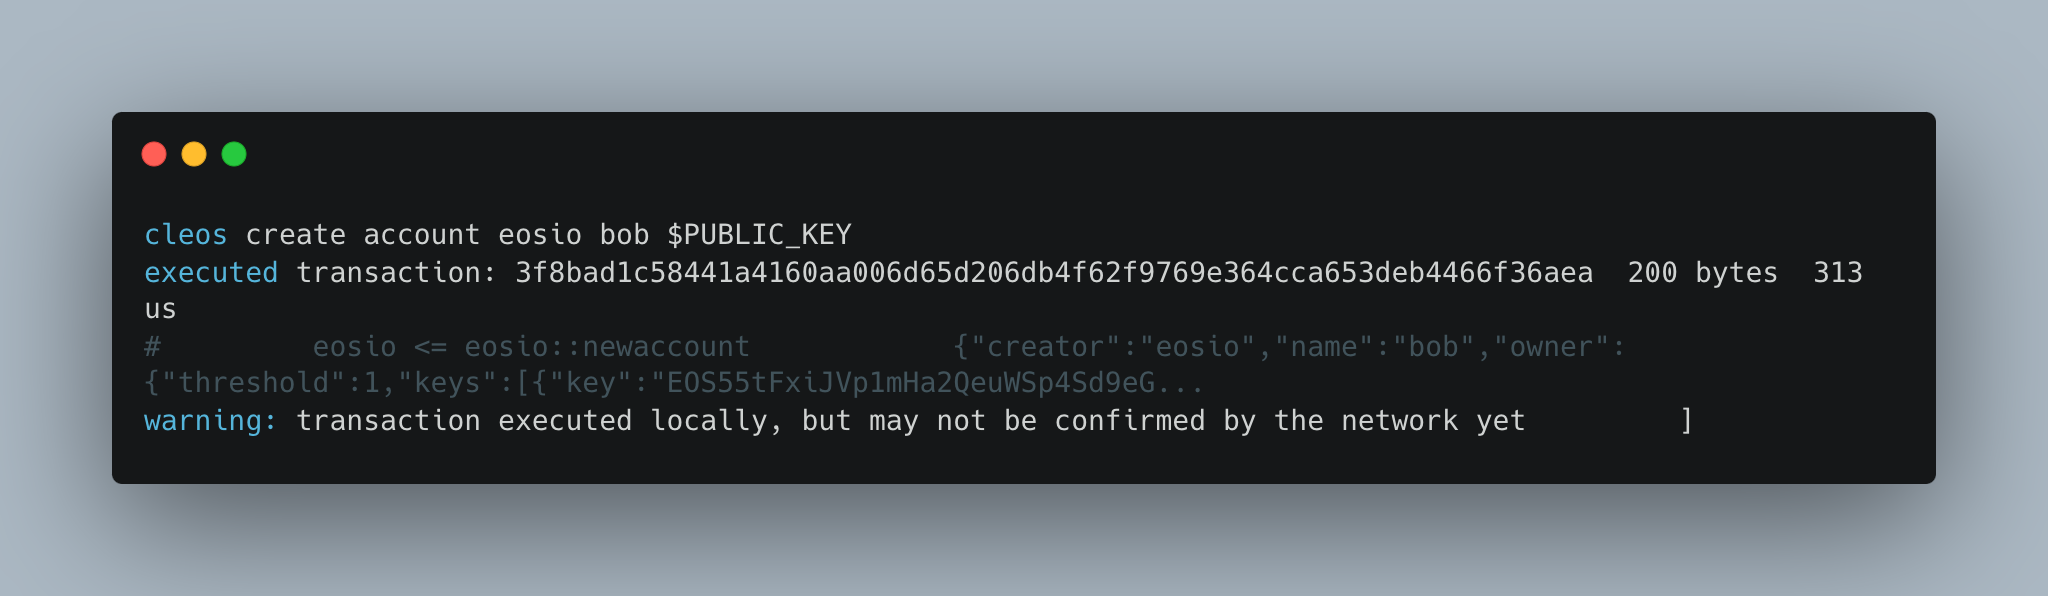 cleos create account eosio bob $PUBLIC_KEY
executed transaction: 3f8bad1c58441a4160aa006d65d206db4f62f9769e364cca653deb4466f36aea  200 bytes  313
us
#         eosio <= eosio::newaccount            {"creator":"eosio","name":"bob","owner":
{"threshold":1,"keys":[{"key":"EOS55tFxiJVp1mHa2QeuWSp4Sd9eG...
warning: transaction executed locally, but may not be confirmed by the network yet         ]